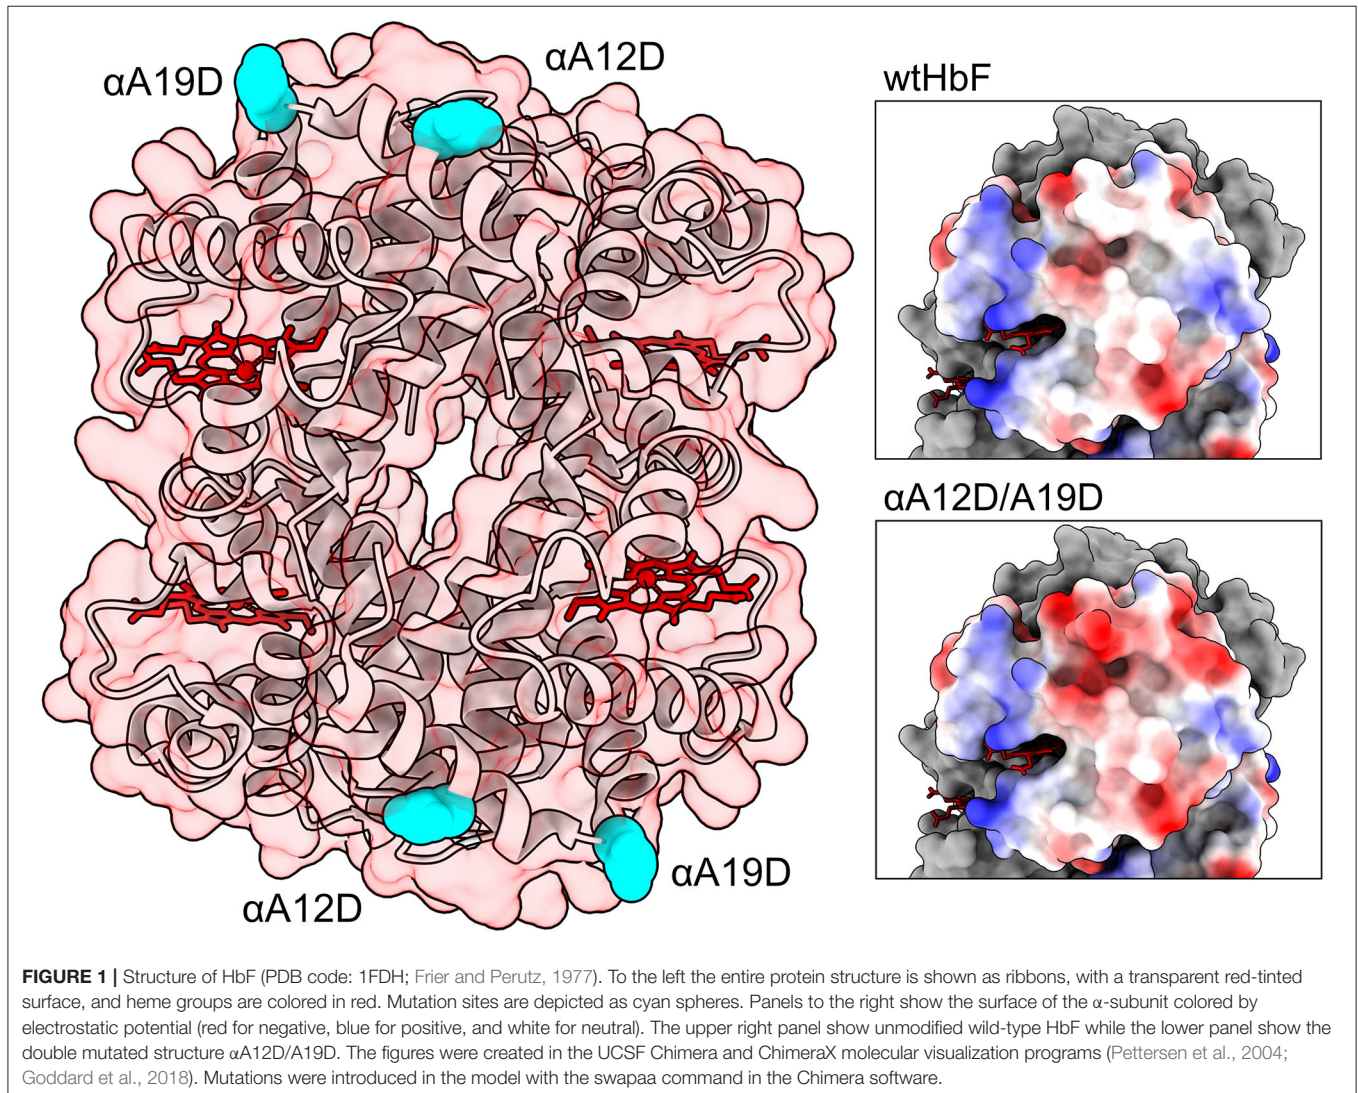 αA19D
αA12D
wtHbF
αA12D/A19D
αA19D
αA12D
FIGURE 1 | Structure of HbF (PDB code: 1FDH; Frier and Perutz, 1977). To the left the entire protein structure is shown as ribbons, with a transparent red-tinted
surface, and heme groups are colored in red. Mutation sites are depicted as cyan spheres. Panels to the right show the surface of the α-subunit colored by
electrostatic potential (red for negative, blue for positive, and white for neutral). The upper right panel show unmodified wild-type HbF while the lower panel show the
double mutated structure αA12D/A19D. The figures were created in the UCSF Chimera and ChimeraX molecular visualization programs (Pettersen et al., 2004;
Goddard et al., 2018). Mutations were introduced in the model with the swapaa command in the Chimera software.